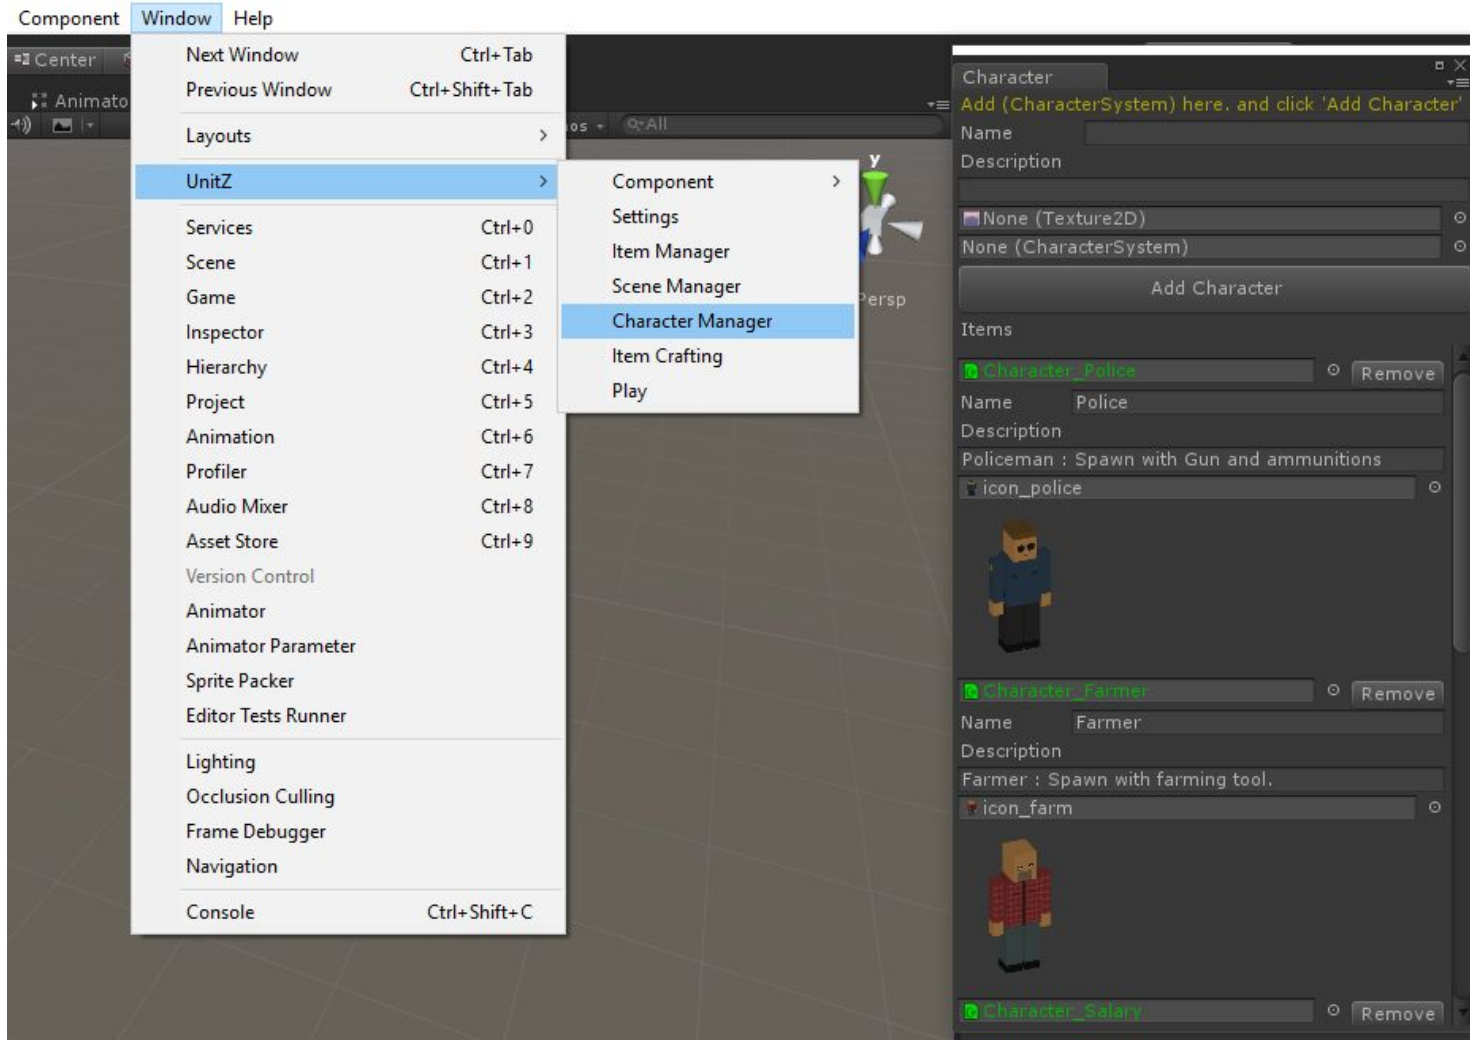 Component Window Help
Center
Animato
Next Window Ctrl+Tab
Previous Window Ctrl+Shift+Tab
Layouts
UnitZ
Services Ctrl+0
Scene Ctrl+1
Game Ctrl+2
Inspector Ctrl+3
Hierarchy Ctrl+4
Project Ctrl+5
Animation Ctrl+6
Profiler Ctrl+7
Audio Mixer Ctrl+8
Asset Store Ctrl+9
Version Control
Animator
Animator Parameter
Sprite Packer
Editor Tests Runner
Lighting
Occlusion Culling
Frame Debugger
Navigation
Console Ctrl+Shift+C
os All
y
Persp
Component
Settings
Item Manager
Scene Manager
Character Manager
Item Crafting
Play
Character
Add (CharacterSystem) here. and click 'Add Character'
Name
Description
None (Texture2D)
None (CharacterSystem)
Add Character
Items
Character_Police Remove
Name Police
Description
Policeman : Spawn with Gun and ammunitions
icon_police
Character_Farmer Remove
Name Farmer
Description
Farmer : Spawn with farming tool.
icon_farm
Character_Salary Remove